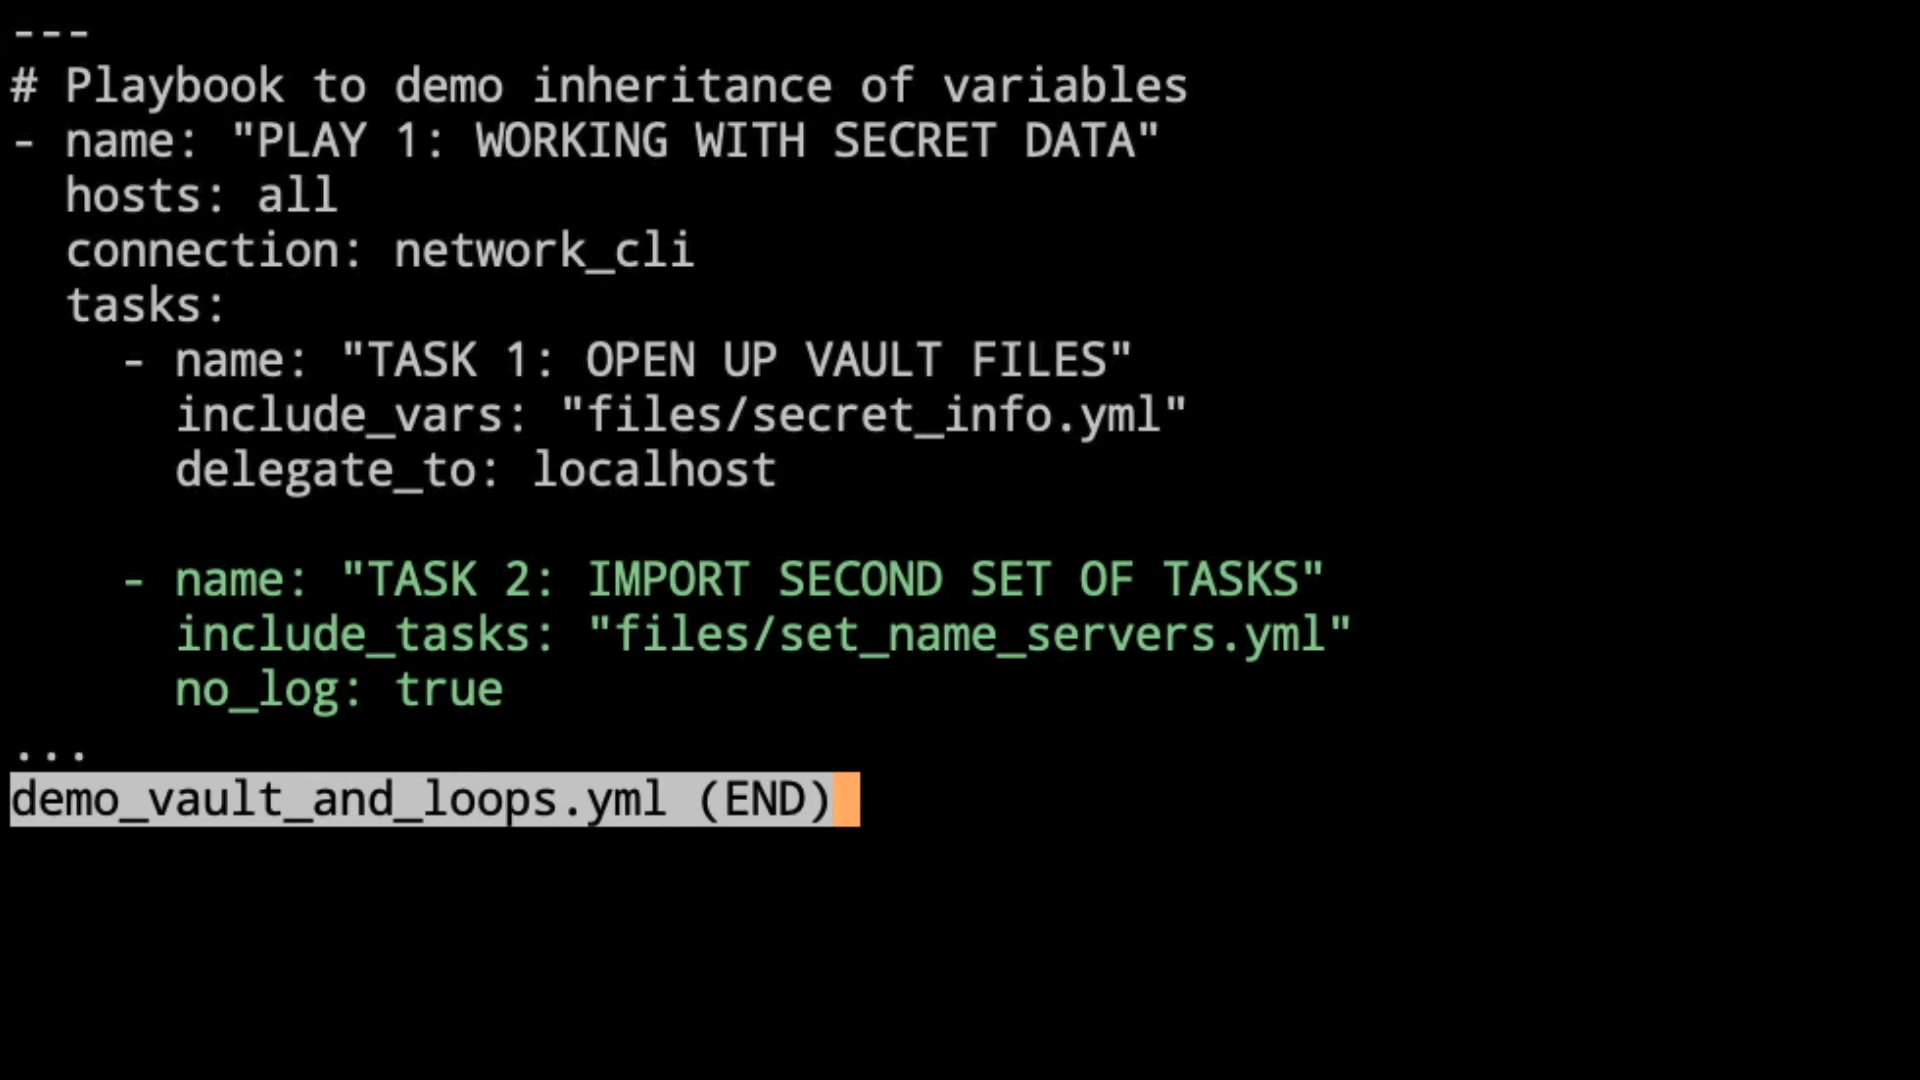 ---
# Playbook to demo inheritance of variables
- name: "PLAY 1: WORKING WITH SECRET DATA"
  hosts: all
  connection: network_cli
  tasks:
    - name: "TASK 1: OPEN UP VAULT FILES"
      include_vars: "files/secret_info.yml"
      delegate_to: localhost

    - name: "TASK 2: IMPORT SECOND SET OF TASKS"
      include_tasks: "files/set_name_servers.yml"
      no_log: true
...
demo_vault_and_loops.yml (END)